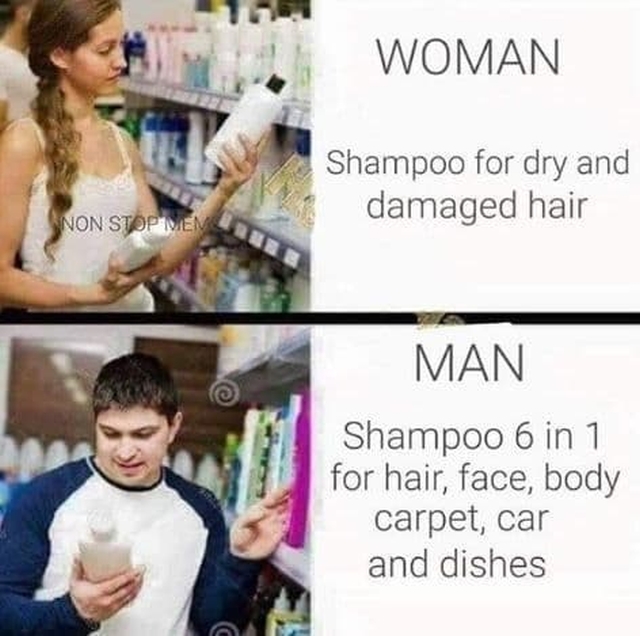 WOMAN
Shampoo for dry and
damaged hair
NON STOP MEM
MAN
Shampoo 6 in 1
for hair, face, body
carpet, car
and dishes